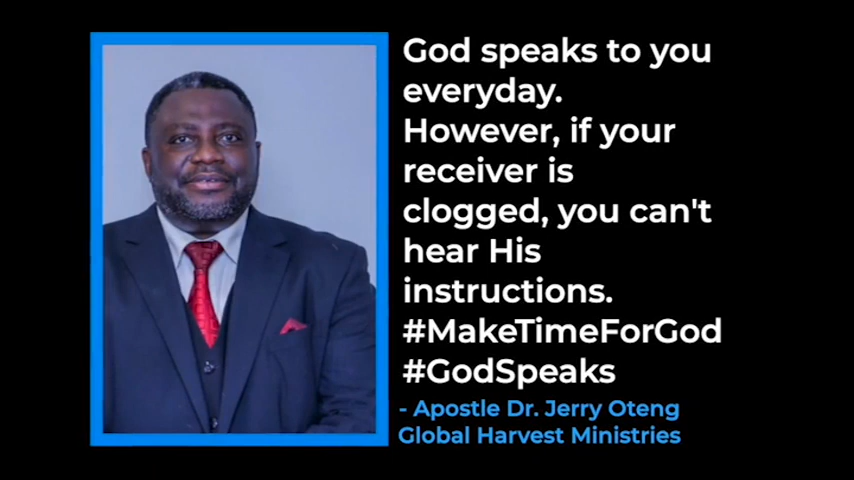 God speaks to you
everyday.
However, if your
receiver is
clogged, you can't
hear His
instructions.
#MakeTimeForGod
#GodSpeaks
- Apostle Dr. Jerry Oteng
Global Harvest Ministries